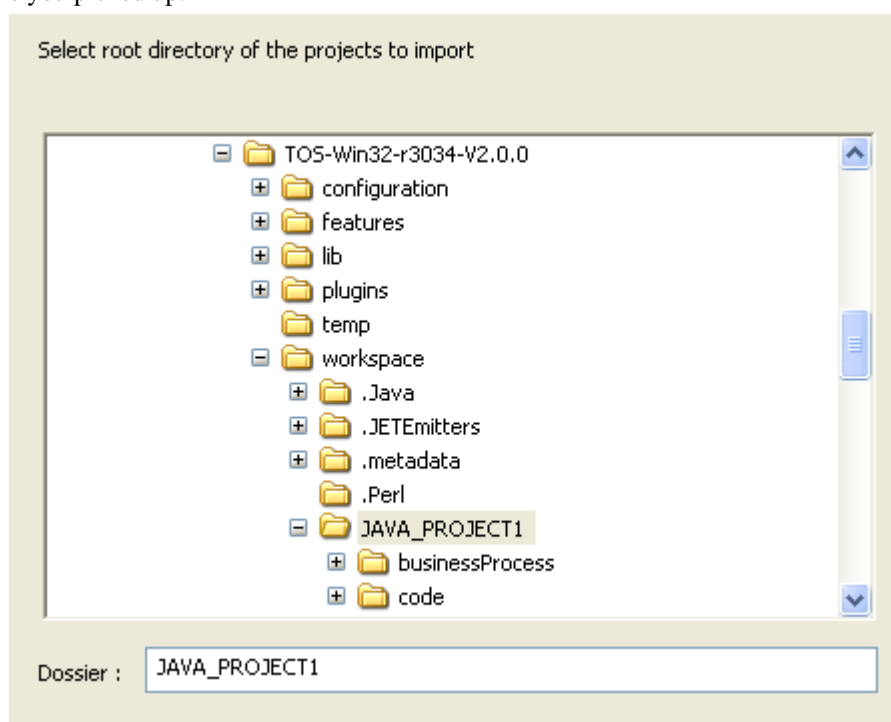 Select root directory of the projects to import
TOS-Win32-r3034-V2.0.0
configuration
features
lib
plugins
temp
workspace
.Java
.JETEmitters
.metadata
.Perl
JAVA_PROJECT1
businessProcess
code
Dossier :
JAVA_PROJECT1